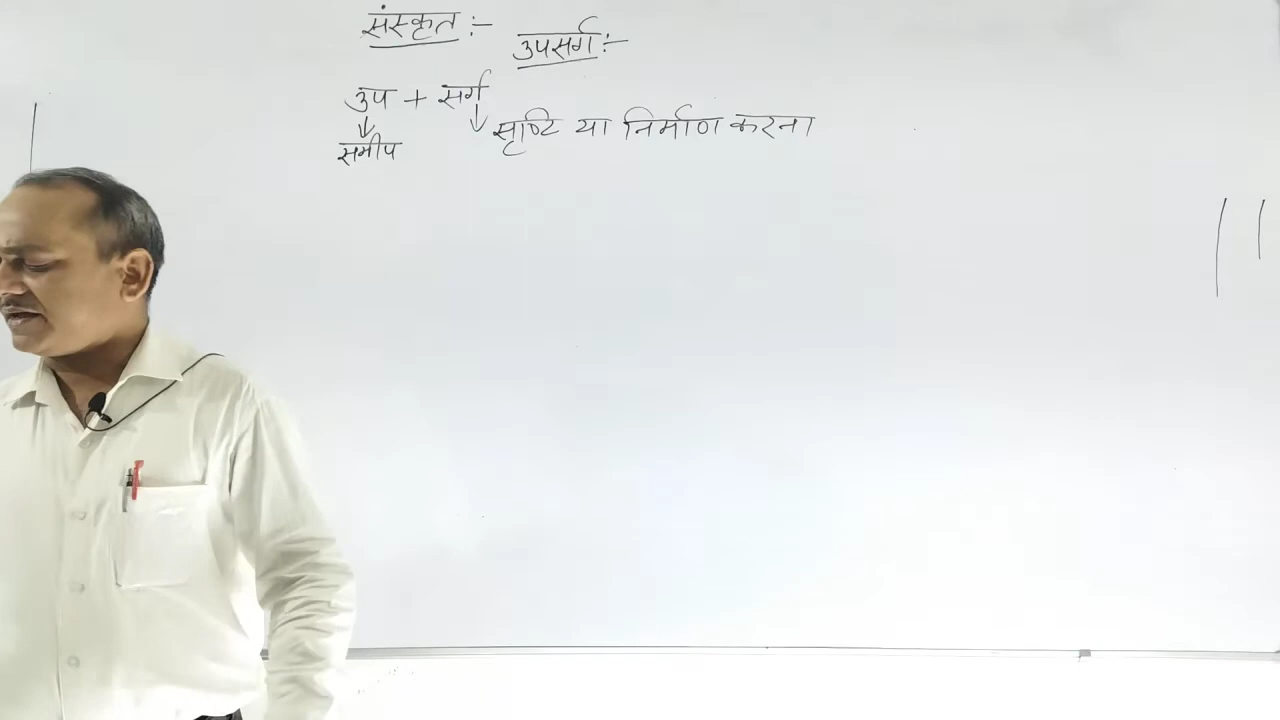 संस्कृत :-
उपसर्ग :-
उप + सर्ग
↓ ↓ सृष्टि या निर्माण करना
समीप